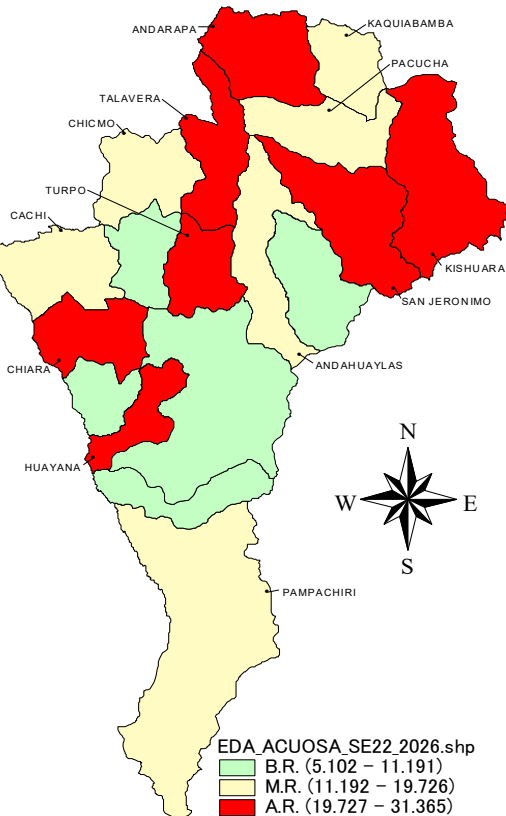 ANDARAPA
KAQUIABAMBA
PACUCHA
TALAVERA
CHICMO
TURPO
CACHI
KISHUARA
SAN JERONIMO
CHIARA
ANDAHUAYLAS
HUAYANA
N
W
E
S
PAMPACHIRI
EDA_ACUOSA_SE22_2026.shp
B.R. (5.102 - 11.191)
M.R. (11.192 - 19.726)
A.R. (19.727 - 31.365)